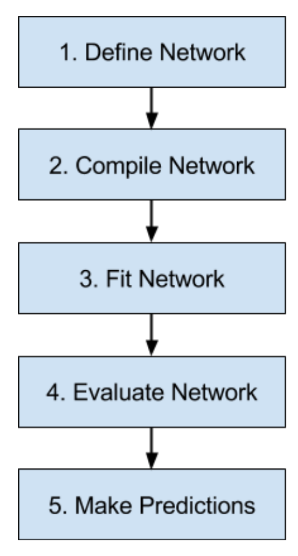 1. Define Network
2. Compile Network
3. Fit Network
4. Evaluate Network
5. Make Predictions